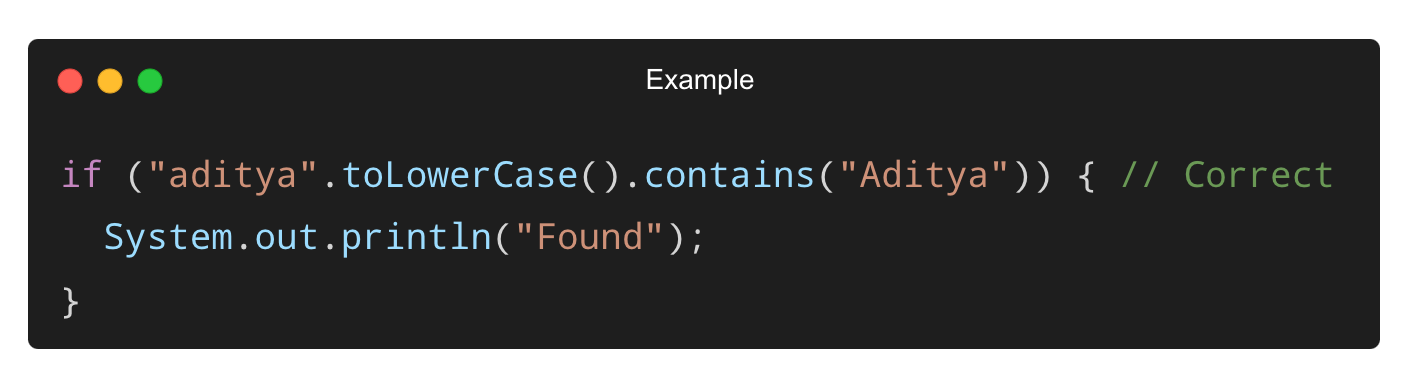 Example
if ("aditya".toLowerCase().contains("Aditya")) { // Correct
  System.out.println("Found");
}